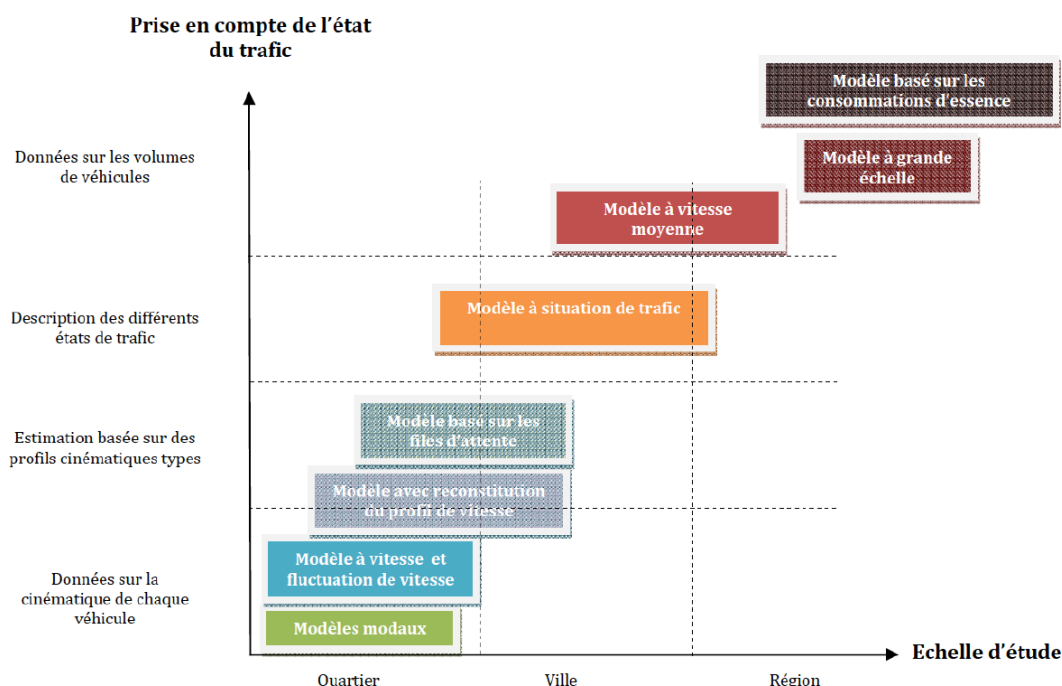 Prise en compte de l'état
du trafic
Modèle basé sur les
consommations d'essence
Données sur les volumes
de véhicules
Modèle à grande
échelle
Modèle à vitesse
moyenne
Description des différents
états de trafic
Modèle à situation de trafic
Estimation basée sur des
profils cinématiques types
Modèle basé sur les
files d'attente
Modèle avec reconstitution
du profil de vitesse
Données sur la
cinématique de chaque
véhicule
Modèle à vitesse et
fluctuation de vitesse
Modèles modaux
Echelle d'étude
Quartier
Ville
Région